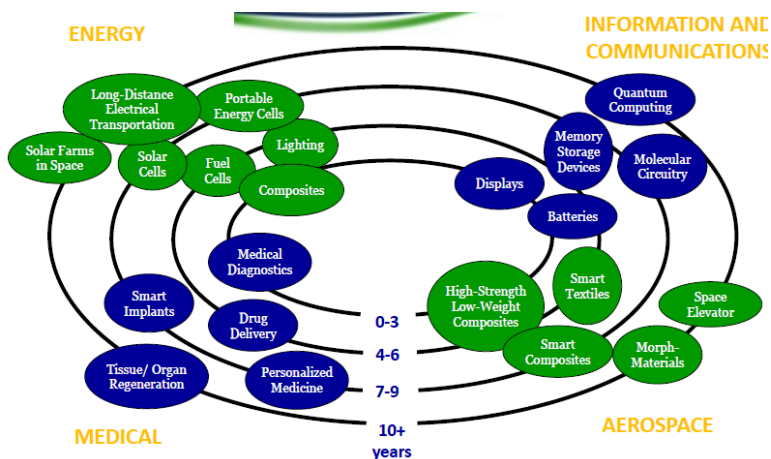 ENERGY
INFORMATION AND
COMMUNICATIONS
Long-Distance
Electrical
Transportation
Portable
Energy Cells
Solar Farms
in Space
Solar
Cells
Fuel
Cells
Lighting
Composites
Quantum
Computing
Memory
Storage
Devices
Molecular
Circuitry
Displays
Batteries
Medical
Diagnostics
Smart
Implants
Drug
Delivery
Tissue/ Organ
Regeneration
Personalized
Medicine
High-Strength
Low-Weight
Composites
Smart
Textiles
Space
Elevator
Smart
Composites
Morph-
Materials
0-3
4-6
7-9
10+
years
MEDICAL
AEROSPACE